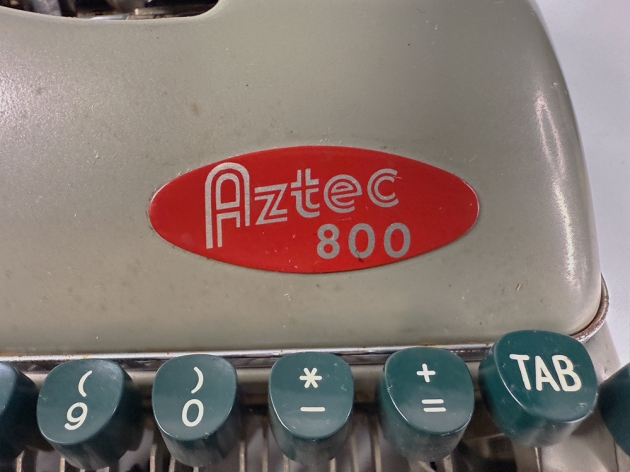 Aztec
800
( ) * + TAB
9 0 - =